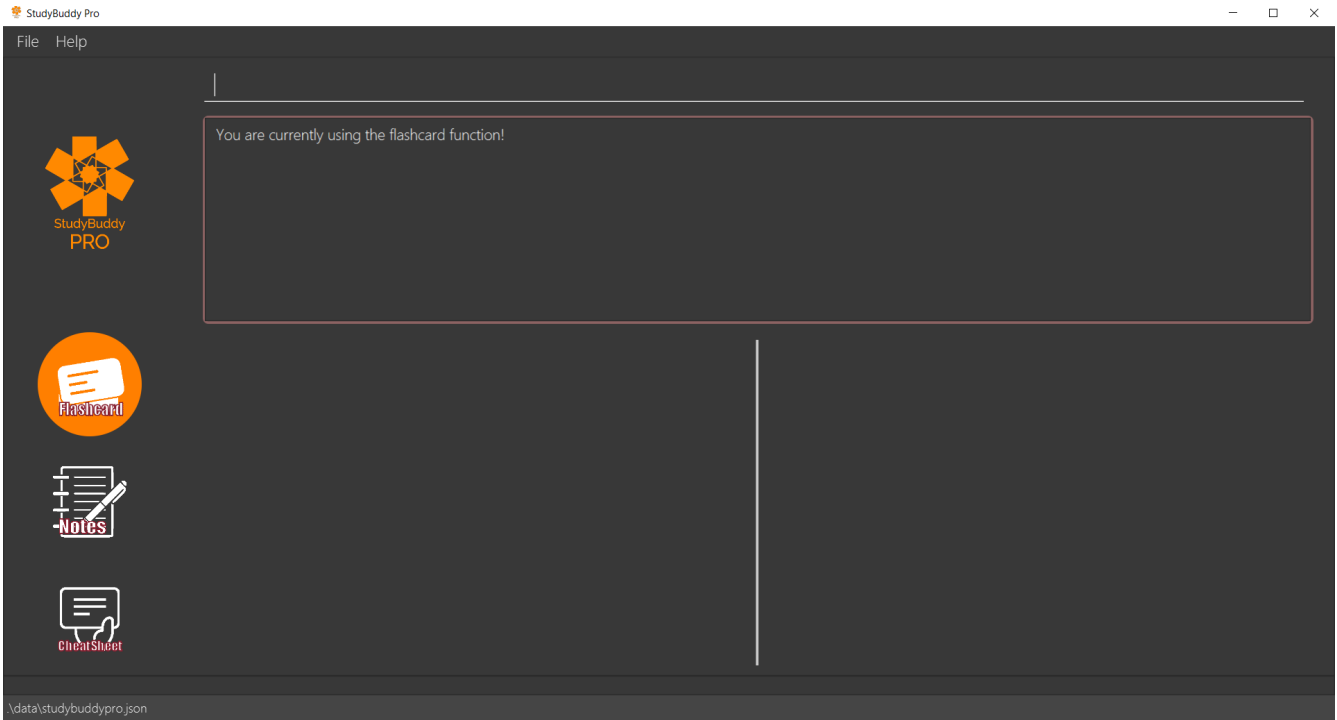 StudyBuddy Pro
File Help
You are currently using the flashcard function!
StudyBuddy
PRO
Flashcard
Notes
CheatSheet
.\data\studybuddypro.json